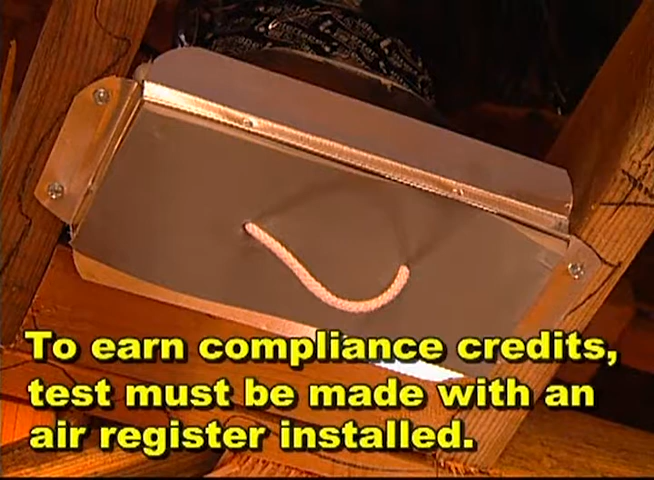 To earn compliance credits,
test must be made with an
air register installed.